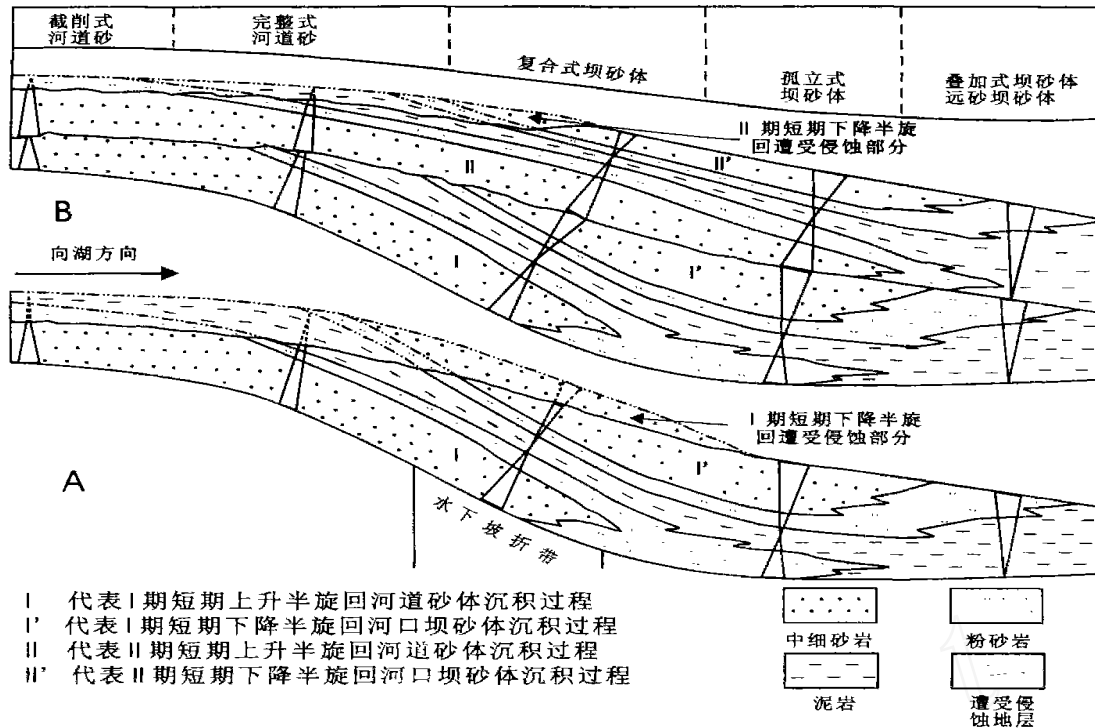 截削式
河道砂
完整式
河道砂
复合式坝砂体
孤立式
坝砂体
叠加式坝砂体
远砂坝砂体
II 期短期下降半旋
回遭受侵蚀部分
II
II'
B
I
I'
向湖方向
I 期短期下降半旋
回遭受侵蚀部分
I
I'
A
水下坡折带
I 代表I期短期上升半旋回河道砂体沉积过程
I' 代表I期短期下降半旋回河口坝砂体沉积过程
II 代表II期短期上升半旋回河道砂体沉积过程
II' 代表II期短期下降半旋回河口坝砂体沉积过程
中细砂岩
粉砂岩
泥岩
遭受侵
蚀地层